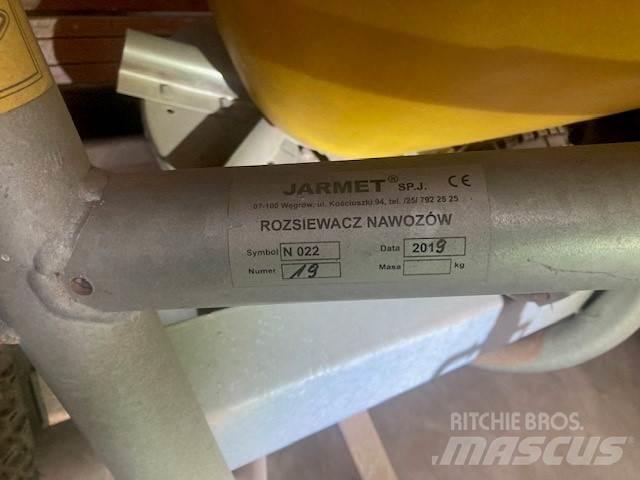 JARMET® SP.J. CE
07-100 Węgrów, ul. Kościuszki 94, tel. /25/ 792 25 25
ROZSIEWACZ NAWOZÓW
Symbol N 022 Data 2019
Numer 19 Masa kg
RITCHIE BROS.
MASCUS